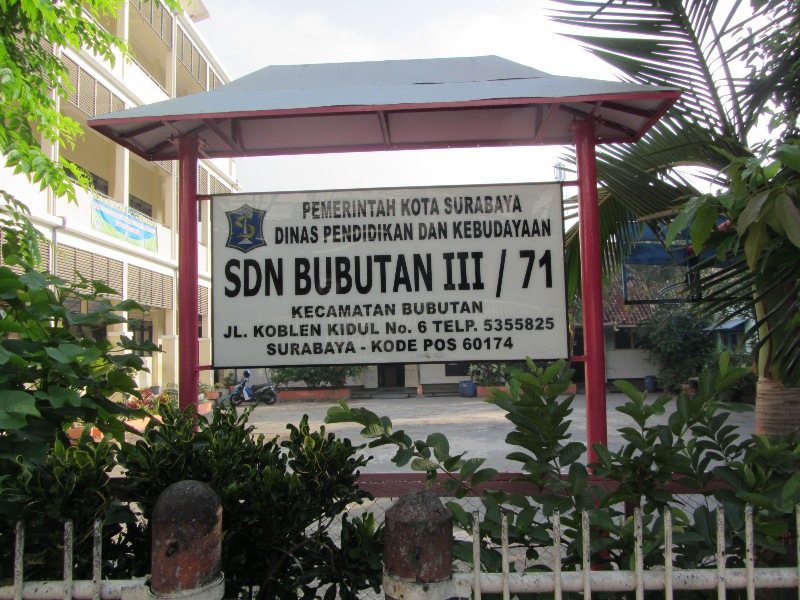 PEMERINTAH KOTA SURABAYA
DINAS PENDIDIKAN DAN KEBUDAYAAN
SDN BUBUTAN III / 71
KECAMATAN BUBUTAN
JL. KOBLEN KIDUL No. 6 TELP. 5355825
SURABAYA - KODE POS 60174